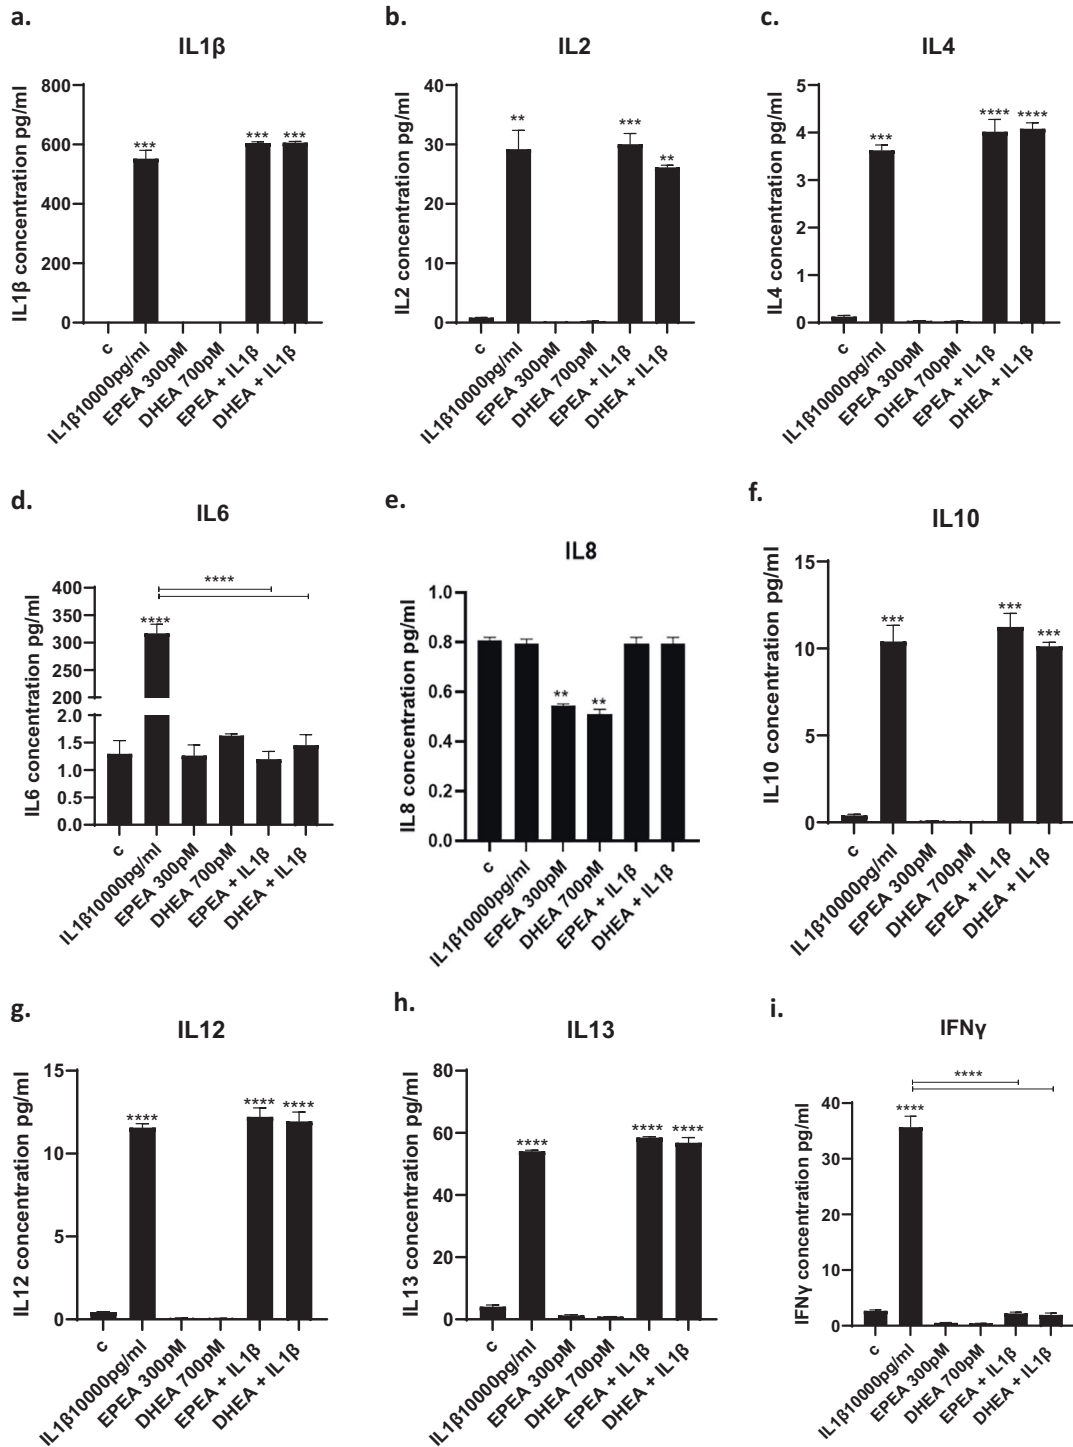 a.
IL1β
IL1β concentration pg/ml
800
600
400
200
0
***
***
***
c
IL1β10000pg/ml
EPEA 300pM
DHEA 700pM
EPEA + IL1β
DHEA + IL1β
b.
IL2
IL2 concentration pg/ml
40
30
20
10
0
**
***
**
c
IL1β10000pg/ml
EPEA 300pM
DHEA 700pM
EPEA + IL1β
DHEA + IL1β
c.
IL4
IL4 concentration pg/ml
5
4
3
2
1
0
***
****
****
c
IL1β10000pg/ml
EPEA 300pM
DHEA 700pM
EPEA + IL1β
DHEA + IL1β
d.
IL6
IL6 concentration pg/ml
400
350
300
250
200
2.0
1.5
1.0
0.5
0.0
****
****
c
IL1β10000pg/ml
EPEA 300pM
DHEA 700pM
EPEA + IL1β
DHEA + IL1β
e.
IL8
IL8 concentration pg/ml
1.0
0.8
0.6
0.4
0.2
0.0
**
**
c
IL1β10000pg/ml
EPEA 300pM
DHEA 700pM
EPEA + IL1β
DHEA + IL1β
f.
IL10
IL10 concentration pg/ml
15
10
5
0
***
***
***
c
IL1β10000pg/ml
EPEA 300pM
DHEA 700pM
EPEA + IL1β
DHEA + IL1β
g.
IL12
IL12 concentration pg/ml
15
10
5
0
****
****
****
c
IL1β10000pg/ml
EPEA 300pM
DHEA 700pM
EPEA + IL1β
DHEA + IL1β
h.
IL13
IL13 concentration pg/ml
80
60
40
20
0
****
****
****
c
IL1β10000pg/ml
EPEA 300pM
DHEA 700pM
EPEA + IL1β
DHEA + IL1β
i.
IFNγ
IFNγ concentration pg/ml
40
30
20
10
0
****
****
c
IL1β10000pg/ml
EPEA 300pM
DHEA 700pM
EPEA + IL1β
DHEA + IL1β